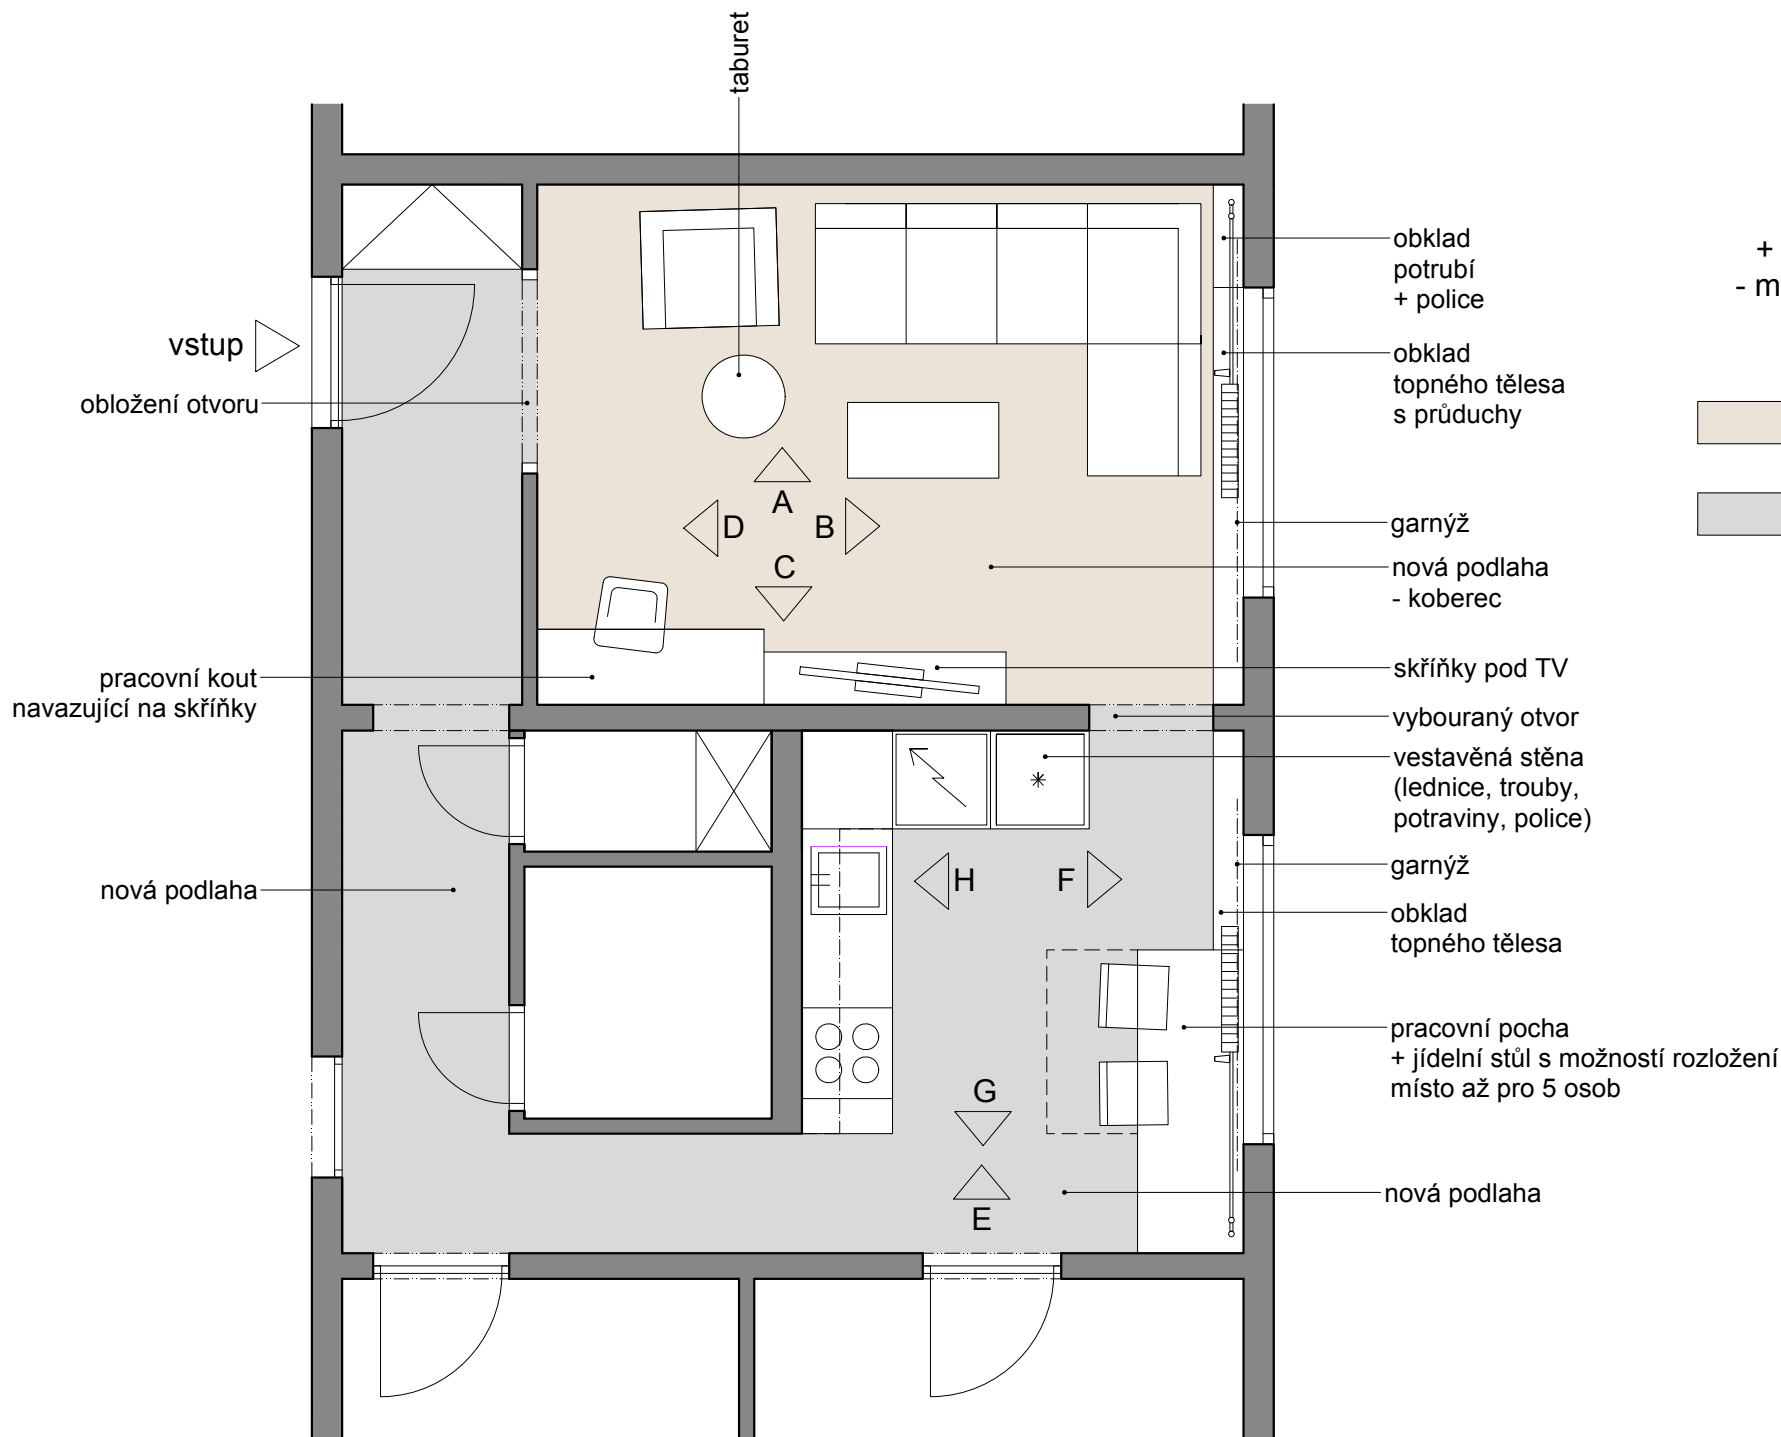 taburet
obklad
potrubí
+ police
+
- m
vstup
obklad
topného tělesa
s průduchy
obložení otvoru
A
D
B
C
garnýž
nová podlaha
- koberec
pracovní kout
navazující na skříňky
skříňky pod TV
vybouraný otvor
vestavěná stěna
(lednice, trouby,
potraviny, police)
nová podlaha
H
F
garnýž
obklad
topného tělesa
pracovní pocha
+ jídelní stůl s možností rozložení
místo až pro 5 osob
G
E
nová podlaha